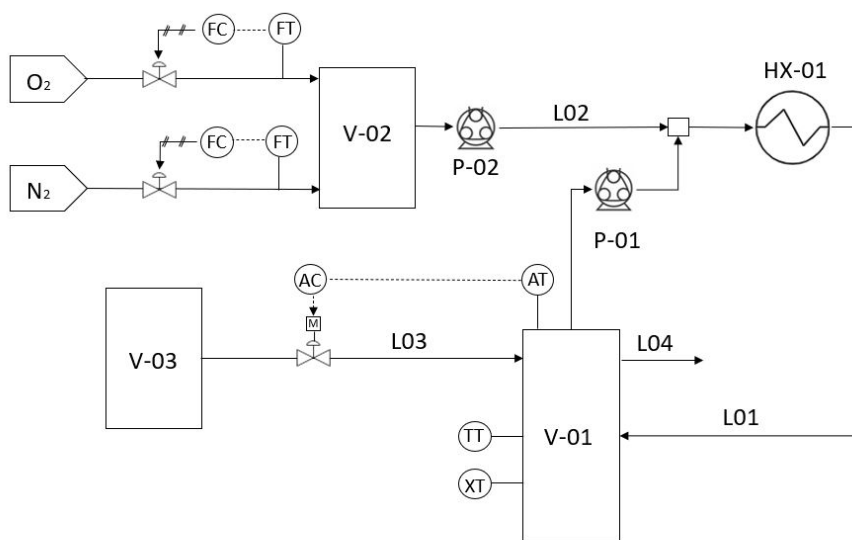 FC
FT
O₂
HX-01
V-02
L02
FC
FT
N₂
P-02
P-01
AC
AT
M
V-03
L03
L04
L01
TT
V-01
XT